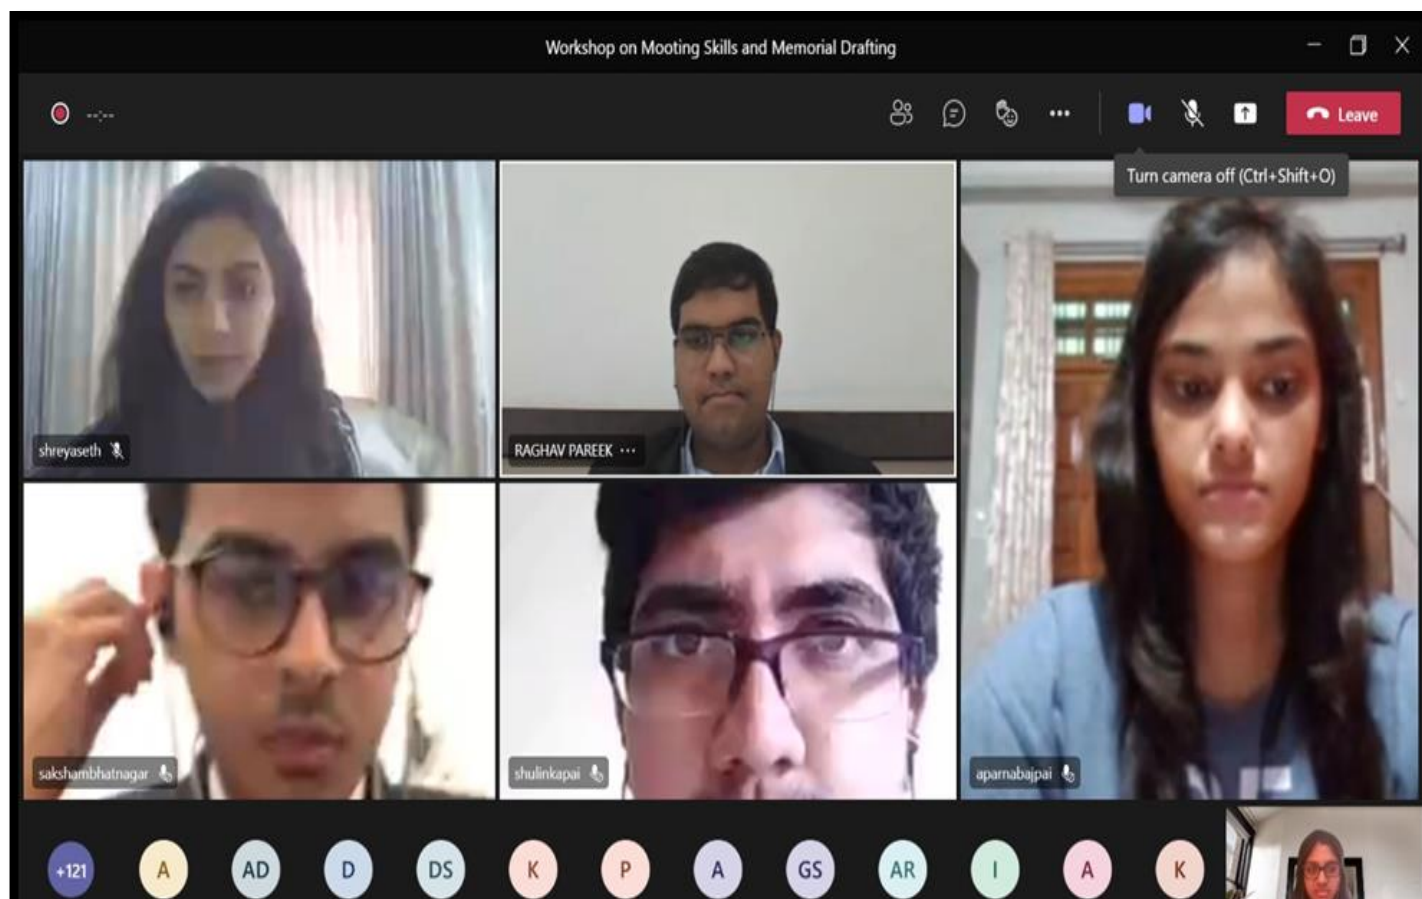 Workshop on Mooting Skills and Memorial Drafting
--:--
Leave
Turn camera off (Ctrl+Shift+O)
shreyaseth
RAGHAV PAREEK ...
sakshambhatnagar
shulinkapai
aparnabajpai
+121 A AD D DS K P A GS AR I A K